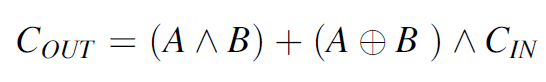 C_OUT = (A ∧ B) + (A ⊕ B ) ∧ C_IN